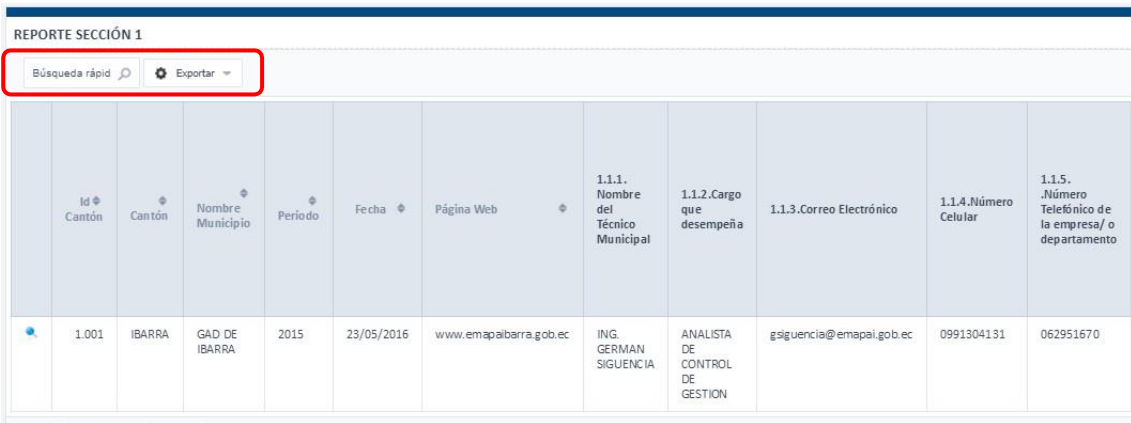 REPORTE SECCIÓN 1
Búsqueda rápid
Exportar
Id
Cantón
Cantón
Nombre
Municipio
Periodo
Fecha
Página Web
1.1.1.
Nombre
del
Técnico
Municipal
1.1.2.Cargo
que
desempeña
1.1.3.Correo Electrónico
1.1.4.Número
Celular
1.1.5.
.Número
Telefónico de
la empresa/ o
departamento
1.001
IBARRA
GAD DE
IBARRA
2015
23/05/2016
www.emapaibarra.gob.ec
ING.
GERMAN
SIGUENCIA
ANALISTA
DE
CONTROL
DE
GESTION
gsiguencia@emapai.gob.ec
0991304131
062951670